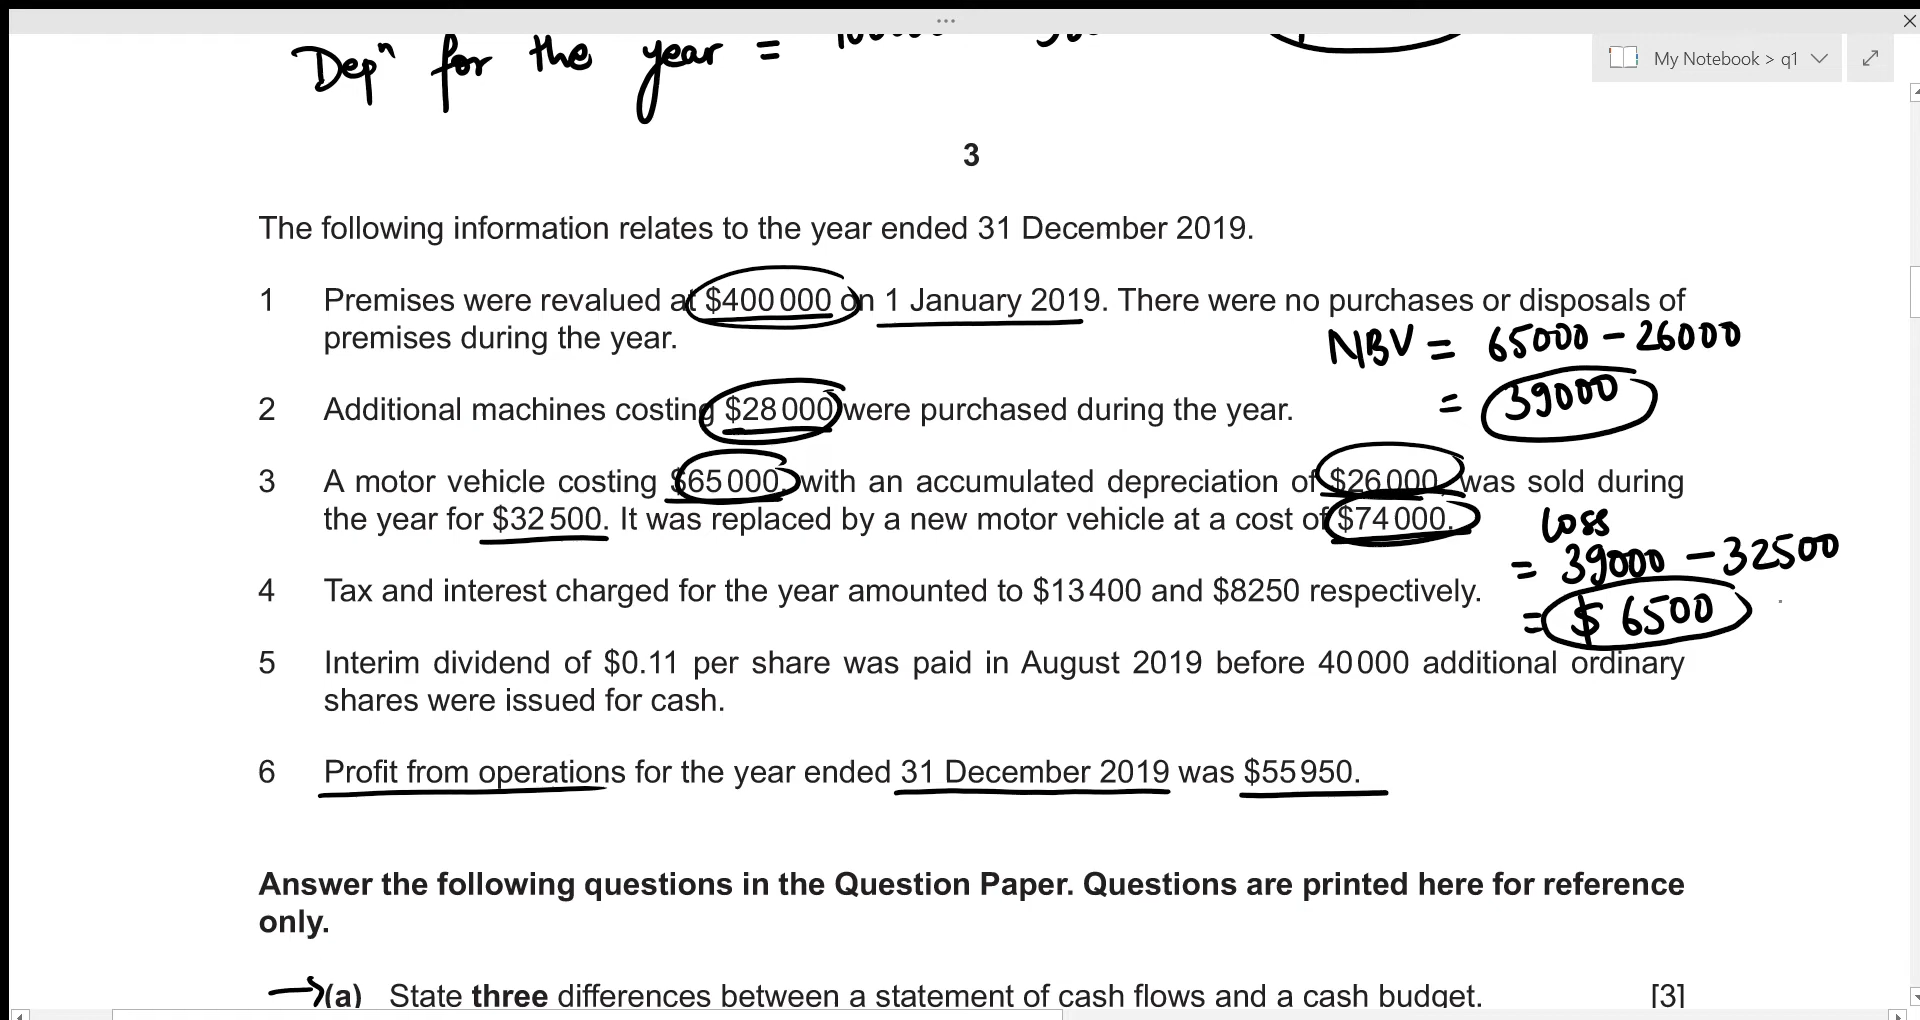 Depⁿ for the year =
My Notebook > q1
3
The following information relates to the year ended 31 December 2019.
1 Premises were revalued at $400 000 on 1 January 2019. There were no purchases or disposals of
premises during the year.
NBV = 65000 - 26000
2 Additional machines costing $28 000 were purchased during the year.
= 39000
3 A motor vehicle costing $65 000, with an accumulated depreciation of $26 000, was sold during
the year for $32 500. It was replaced by a new motor vehicle at a cost of $74 000.
Loss
= 39000 - 32500
4 Tax and interest charged for the year amounted to $13 400 and $8250 respectively.
= $ 6500
5 Interim dividend of $0.11 per share was paid in August 2019 before 40 000 additional ordinary
shares were issued for cash.
6 Profit from operations for the year ended 31 December 2019 was $55 950.
Answer the following questions in the Question Paper. Questions are printed here for reference
only.
→ (a) State three differences between a statement of cash flows and a cash budget. [3]